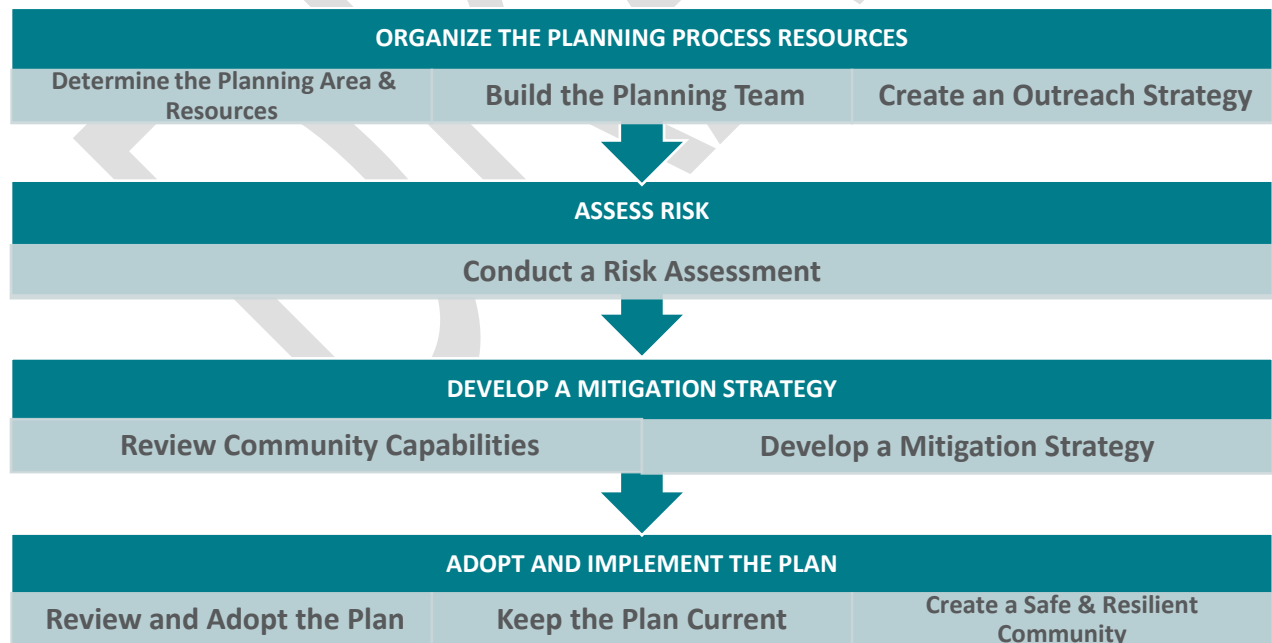 ORGANIZE THE PLANNING PROCESS RESOURCES
Determine the Planning Area &
Resources
Build the Planning Team
Create an Outreach Strategy
ASSESS RISK
Conduct a Risk Assessment
DEVELOP A MITIGATION STRATEGY
Review Community Capabilities
Develop a Mitigation Strategy
ADOPT AND IMPLEMENT THE PLAN
Review and Adopt the Plan
Keep the Plan Current
Create a Safe & Resilient
Community